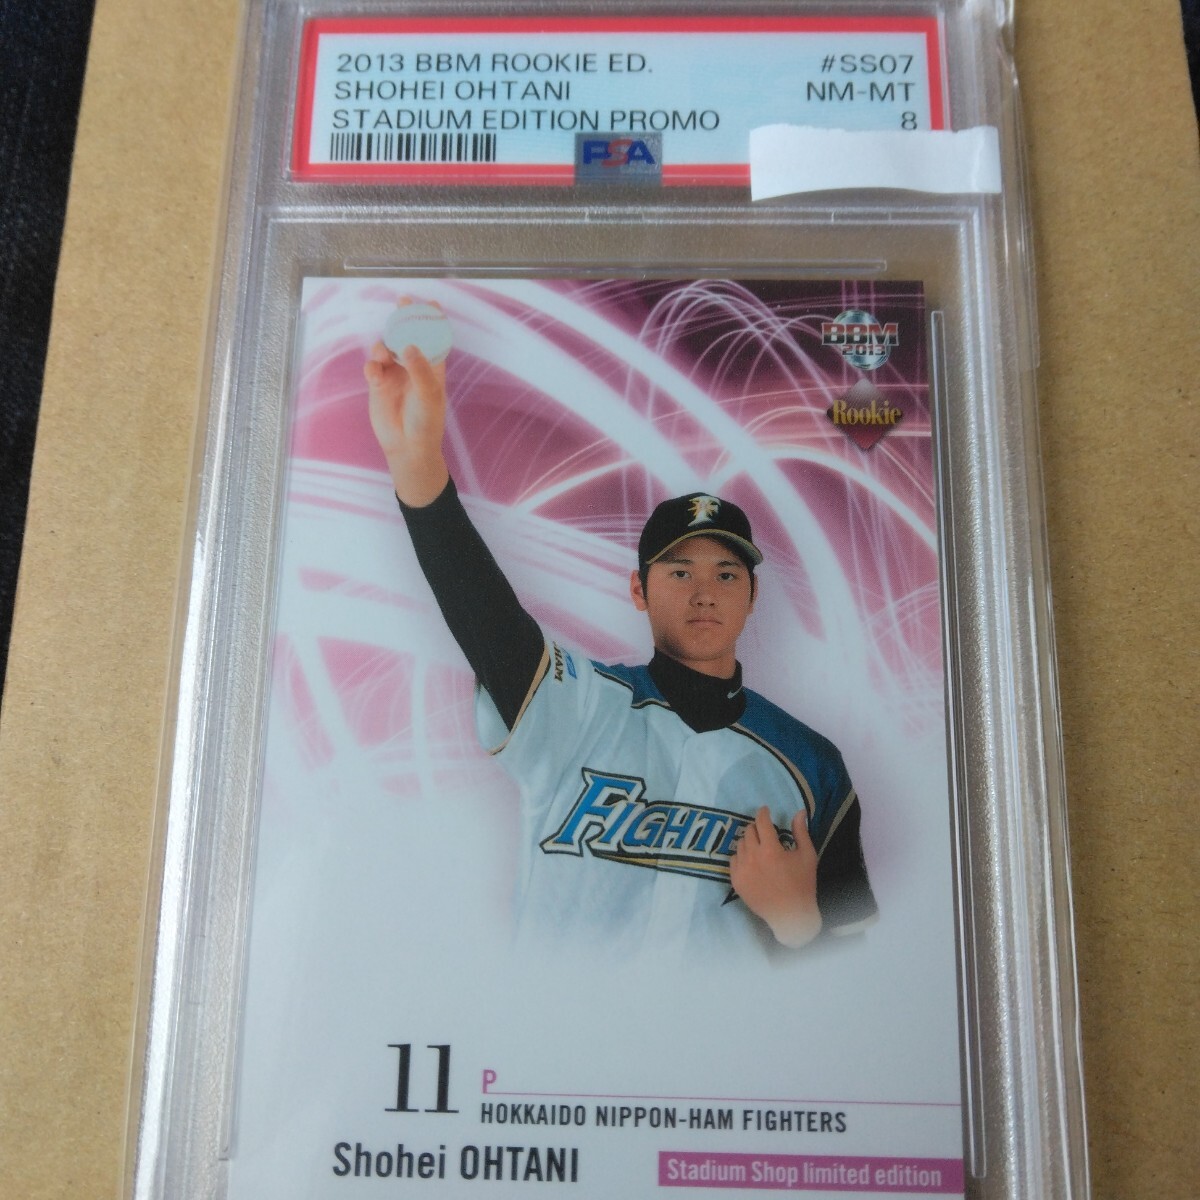 2013 BBM ROOKIE ED. #SS07
SHOHEI OHTANI NM-MT
STADIUM EDITION PROMO 8
PSA
BBM
2013
Rookie
F
HAM
FIGHTE
11 P
HOKKAIDO NIPPON-HAM FIGHTERS
Shohei OHTANI
Stadium Shop limited edition